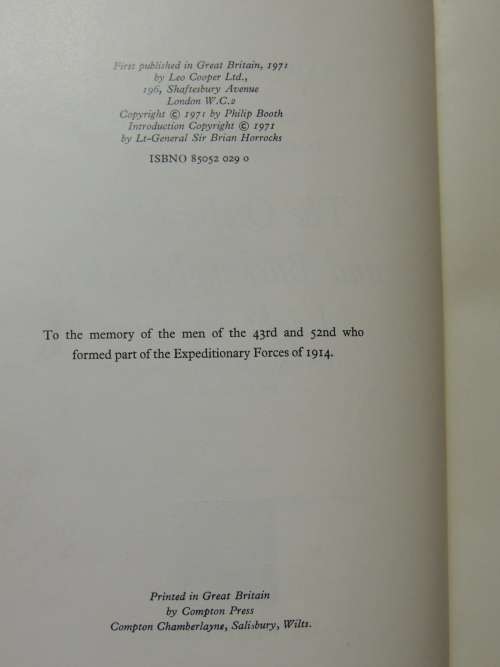 First published in Great Britain, 1971
by Leo Cooper Ltd.,
196, Shaftesbury Avenue
London W.C.2
Copyright © 1971 by Philip Booth
Introduction Copyright © 1971
by Lt-General Sir Brian Horrocks
ISBNO 85052 029 0
To the memory of the men of the 43rd and 52nd who
formed part of the Expeditionary Forces of 1914.
Printed in Great Britain
by Compton Press
Compton Chamberlayne, Salisbury, Wilts.